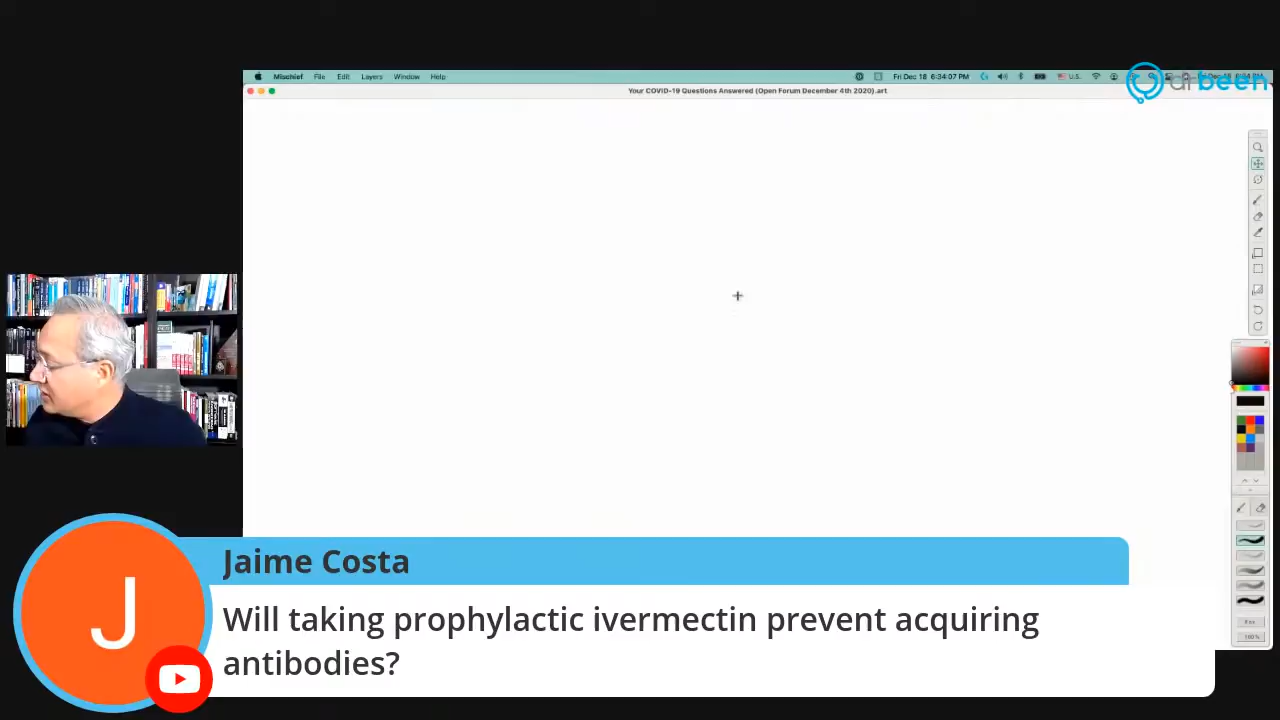 Mischief File Edit Layers Window Help
Fri Dec 18 6:34:07 PM
U.S.
drbeen
Your COVID-19 Questions Answered (Open Forum December 4th 2020).art
J
Jaime Costa
Will taking prophylactic ivermectin prevent acquiring
antibodies?
100%